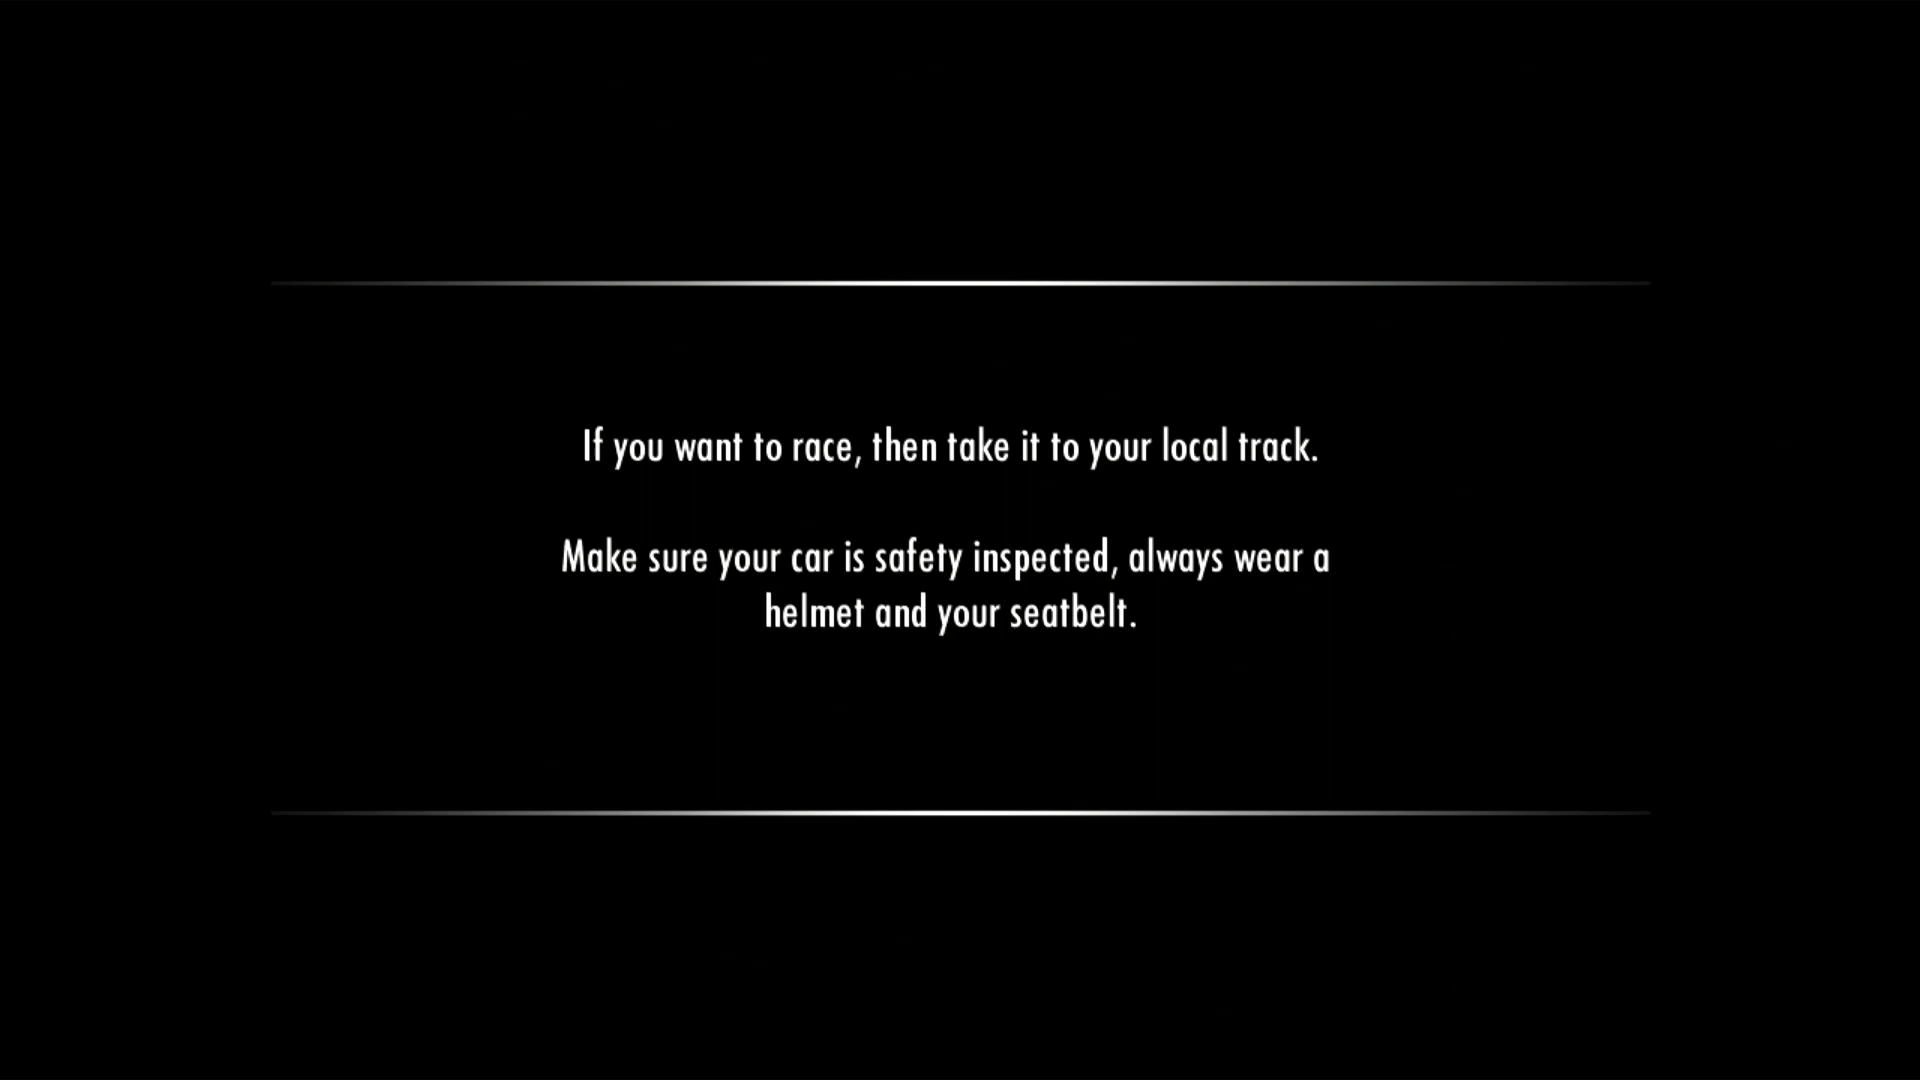 If you want to race, then take it to your local track.
Make sure your car is safety inspected, always wear a
helmet and your seatbelt.